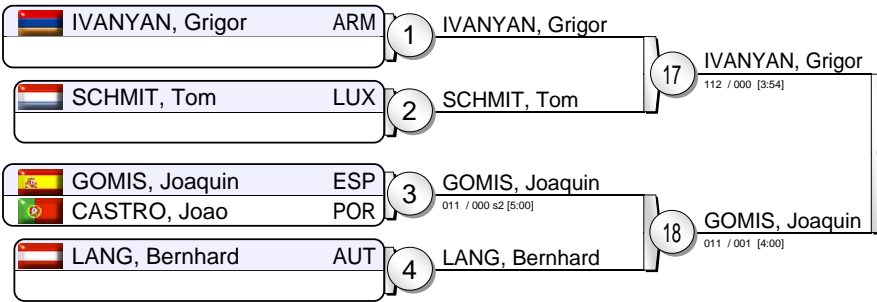 IVANYAN, Grigor ARM
1
IVANYAN, Grigor
SCHMIT, Tom LUX
2
SCHMIT, Tom
17
IVANYAN, Grigor
112 / 000 [3:54]
GOMIS, Joaquin ESP
CASTRO, Joao POR
3
GOMIS, Joaquin
011 / 000 s2 [5:00]
LANG, Bernhard AUT
4
LANG, Bernhard
18
GOMIS, Joaquin
011 / 001 [4:00]